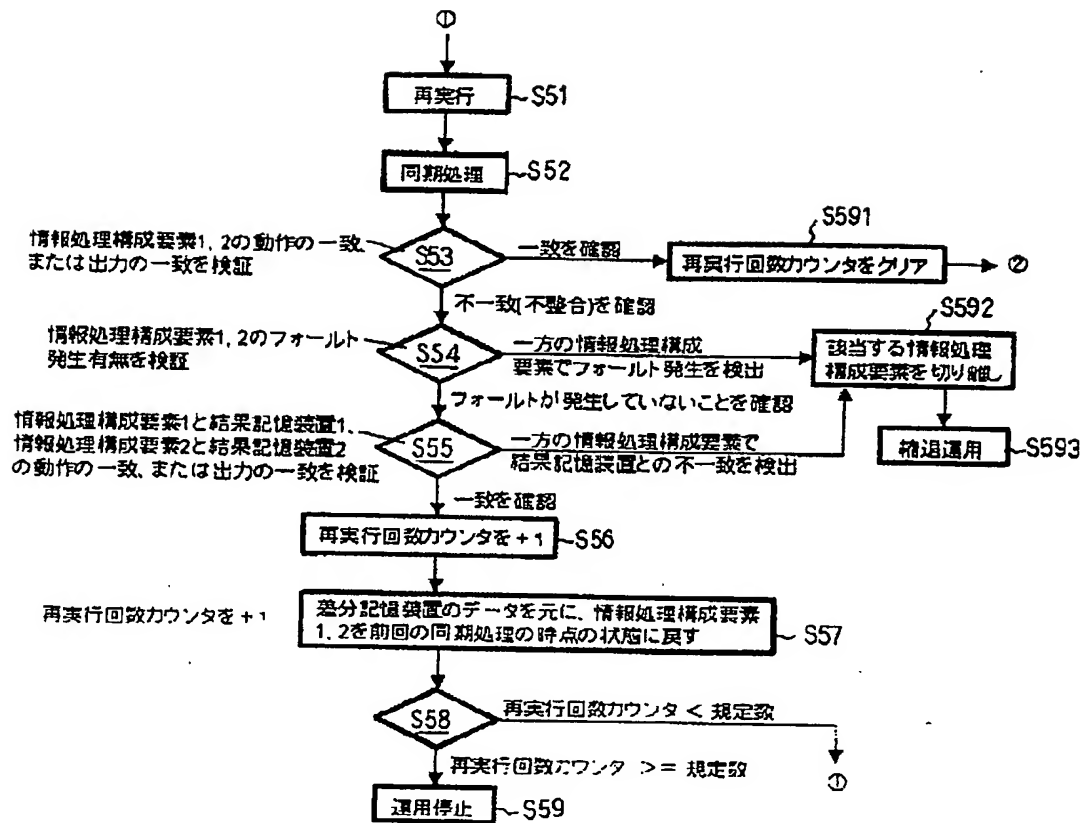 ①
再実行
S51
同期処理
S52
情報処理構成要素1, 2の動作の一致、
または出力の一致を検証
S53
一致を確認
S591
再実行回数カウンタをクリア
②
不一致(不整合)を確認
情報処理構成要素1, 2のフォールト
発生有無を検証
S54
一方の情報処理構成
要素でフォールト発生を検出
S592
該当する情報処理
構成要素を切り離し
フォールトが発生していないことを確認
情報処理構成要素1と結果記憶装置1、
情報処理構成要素2と結果記憶装置2
の動作の一致、または出力の一致を検証
S55
一方の情報処理構成要素で
結果記憶装置との不一致を検出
縮退運用
S593
一致を確認
再実行回数カウンタを+1
S56
再実行回数カウンタを+1
差分記憶装置のデータを元に、情報処理構成要素
1, 2を前回の同期処理の時点の状態に戻す
S57
S58
再実行回数カウンタ < 規定数
①
再実行回数カウンタ >= 規定数
運用停止
S59